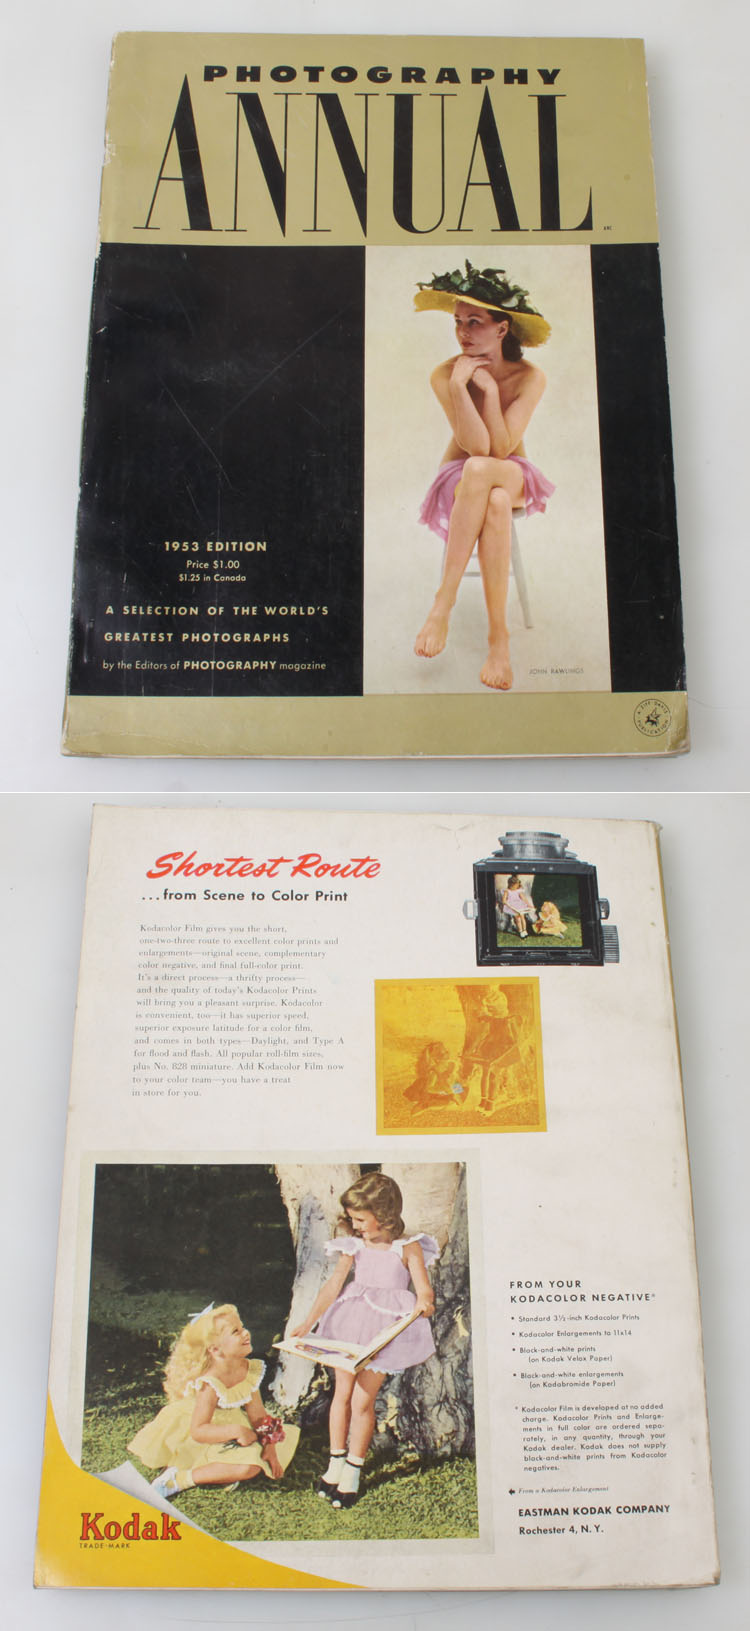 PHOTOGRAPHY
ANNUAL
1953 EDITION
Price $1.00
$1.25 in Canada
A SELECTION OF THE WORLD'S
GREATEST PHOTOGRAPHS
by the Editors of PHOTOGRAPHY magazine
JOHN RAWLINGS
A ZIFF DAVIS PUBLICATION
Shortest Route
...from Scene to Color Print
Kodacolor Film gives you the short,
one-two-three route to excellent color prints and
enlargements—original scene, complementary
color negative, and final full-color print.
It's a direct process—a thrifty process—
and the quality of today's Kodacolor Prints
will bring you a pleasant surprise. Kodacolor
is convenient, too—it has superior speed,
superior exposure latitude for a color film,
and comes in both types—Daylight, and Type A
for flood and flash. All popular roll-film sizes,
plus No. 828 miniature. Add Kodacolor Film now
to your color team—you have a treat
in store for you.
FROM YOUR
KODACOLOR NEGATIVE*
• Standard 3½-inch Kodacolor Prints
• Kodacolor Enlargements to 11x14
• Black-and-white prints
(on Kodak Velox Paper)
• Black-and-white enlargements
(on Kodabromide Paper)
* Kodacolor Film is developed at no added
charge. Kodacolor Prints and Enlarge-
ments in full color are ordered sepa-
rately, in any quantity, through your
Kodak dealer. Kodak does not supply
black-and-white prints from Kodacolor
negatives.
From a Kodacolor Enlargement
EASTMAN KODAK COMPANY
Rochester 4, N. Y.
Kodak
TRADE-MARK